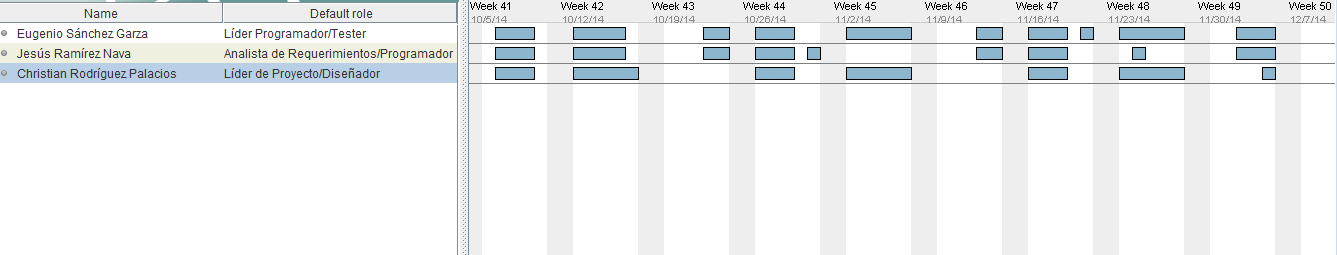 Name Default role Week 41 Week 42 Week 43 Week 44 Week 45 Week 46 Week 47 Week 48 Week 49 Week 50
10/5/14 10/12/14 10/19/14 10/26/14 11/2/14 11/9/14 11/16/14 11/23/14 11/30/14 12/7/14
Eugenio Sánchez Garza Líder Programador/Tester
Jesús Ramírez Nava Analista de Requerimientos/Programador
Christian Rodríguez Palacios Líder de Proyecto/Diseñador